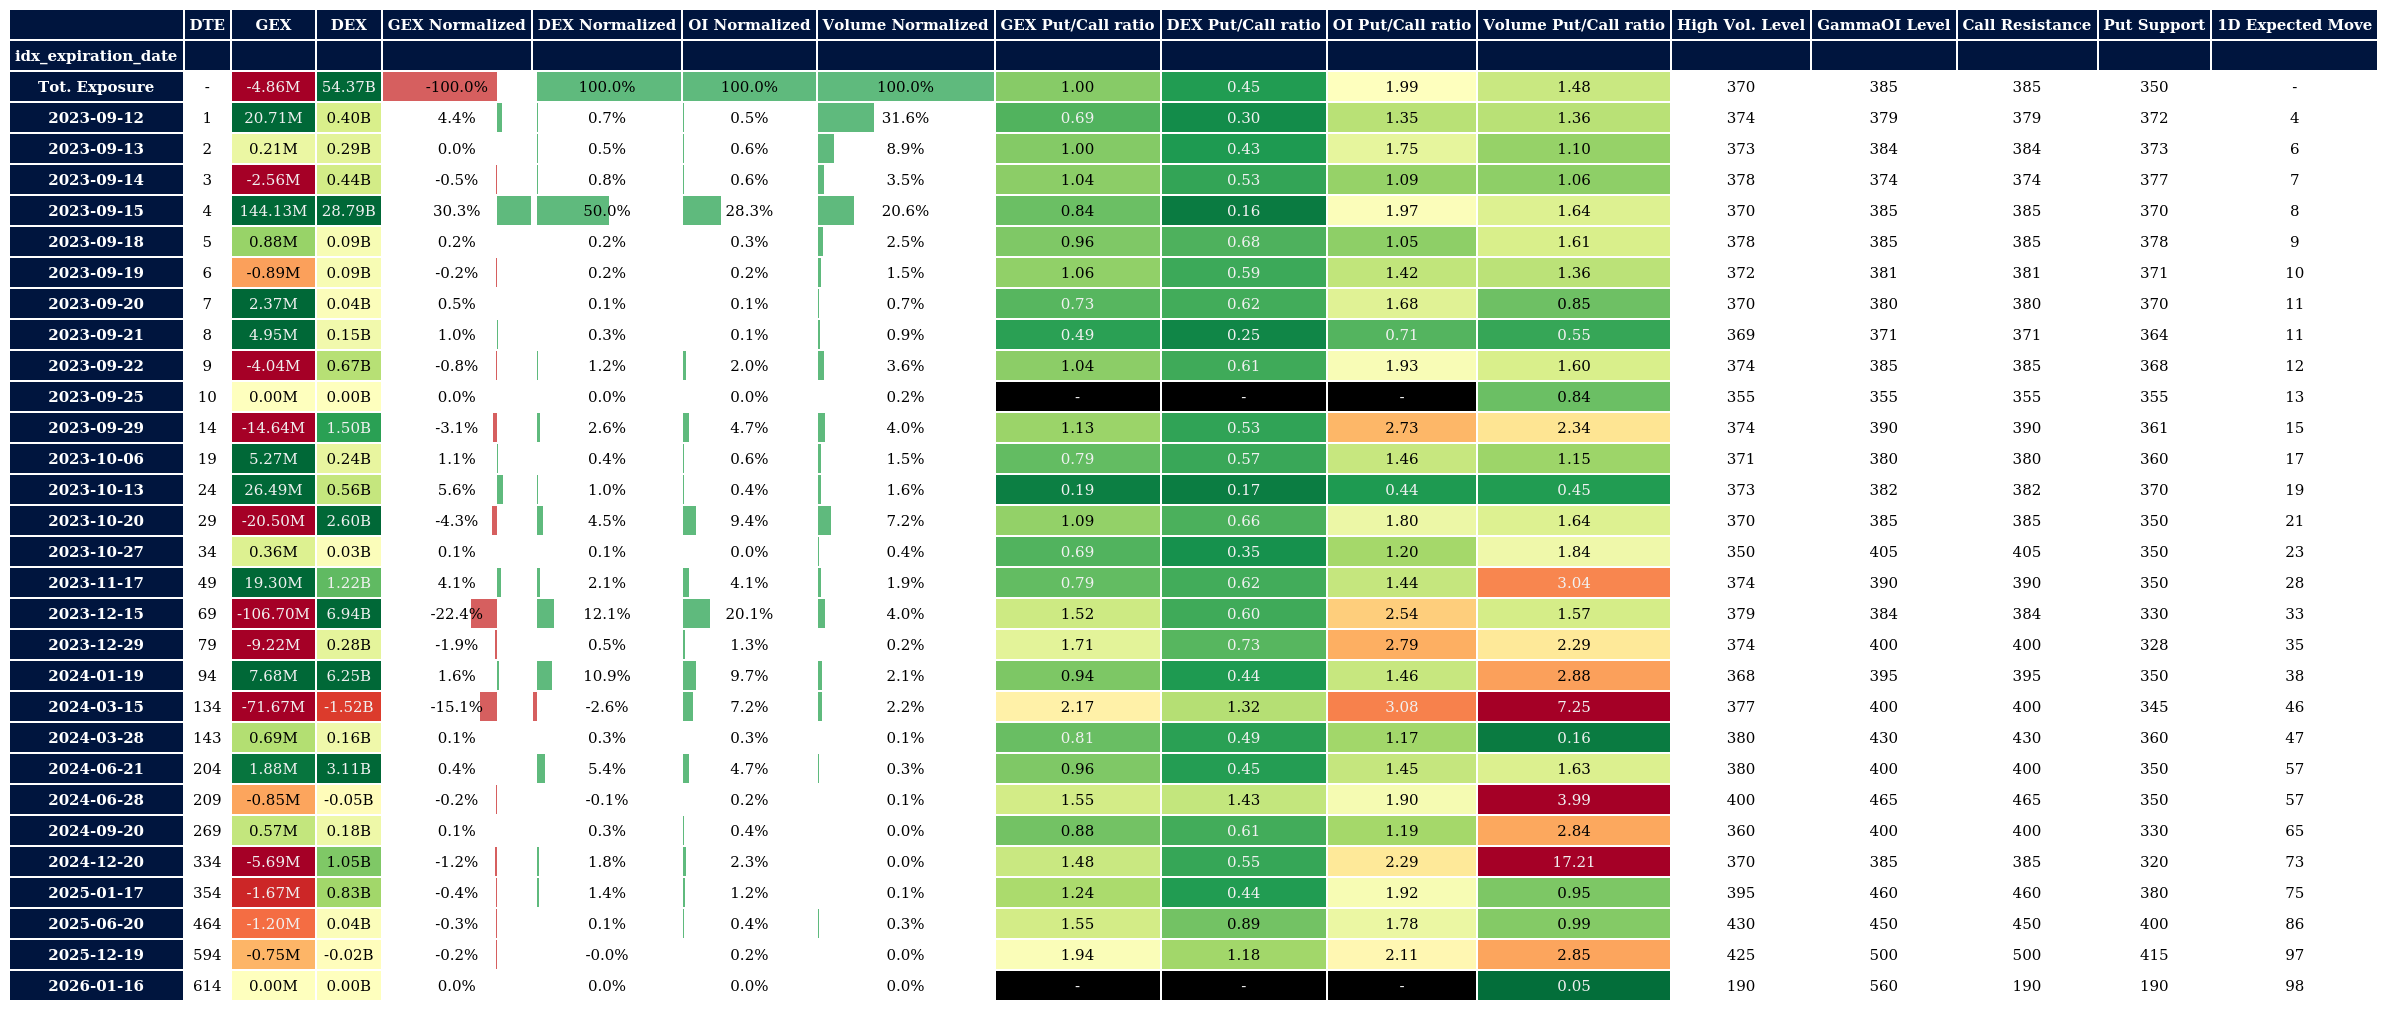 DTE GEX DEX GEX Normalized DEX Normalized OI Normalized Volume Normalized GEX Put/Call ratio DEX Put/Call ratio OI Put/Call ratio Volume Put/Call ratio High Vol. Level GammaOI Level Call Resistance Put Support 1D Expected Move
idx_expiration_date
Tot. Exposure - -4.86M 54.37B -100.0% 100.0% 100.0% 100.0% 1.00 0.45 1.99 1.48 370 385 385 350 -
2023-09-12 1 20.71M 0.40B 4.4% 0.7% 0.5% 31.6% 0.69 0.30 1.35 1.36 374 379 379 372 4
2023-09-13 2 0.21M 0.29B 0.0% 0.5% 0.6% 8.9% 1.00 0.43 1.75 1.10 373 384 384 373 6
2023-09-14 3 -2.56M 0.44B -0.5% 0.8% 0.6% 3.5% 1.04 0.53 1.09 1.06 378 374 374 377 7
2023-09-15 4 144.13M 28.79B 30.3% 50.0% 28.3% 20.6% 0.84 0.16 1.97 1.64 370 385 385 370 8
2023-09-18 5 0.88M 0.09B 0.2% 0.2% 0.3% 2.5% 0.96 0.68 1.05 1.61 378 385 385 378 9
2023-09-19 6 -0.89M 0.09B -0.2% 0.2% 0.2% 1.5% 1.06 0.59 1.42 1.36 372 381 381 371 10
2023-09-20 7 2.37M 0.04B 0.5% 0.1% 0.1% 0.7% 0.73 0.62 1.68 0.85 370 380 380 370 11
2023-09-21 8 4.95M 0.15B 1.0% 0.3% 0.1% 0.9% 0.49 0.25 0.71 0.55 369 371 371 364 11
2023-09-22 9 -4.04M 0.67B -0.8% 1.2% 2.0% 3.6% 1.04 0.61 1.93 1.60 374 385 385 368 12
2023-09-25 10 0.00M 0.00B 0.0% 0.0% 0.0% 0.2% - - - 0.84 355 355 355 355 13
2023-09-29 14 -14.64M 1.50B -3.1% 2.6% 4.7% 4.0% 1.13 0.53 2.73 2.34 374 390 390 361 15
2023-10-06 19 5.27M 0.24B 1.1% 0.4% 0.6% 1.5% 0.79 0.57 1.46 1.15 371 380 380 360 17
2023-10-13 24 26.49M 0.56B 5.6% 1.0% 0.4% 1.6% 0.19 0.17 0.44 0.45 373 382 382 370 19
2023-10-20 29 -20.50M 2.60B -4.3% 4.5% 9.4% 7.2% 1.09 0.66 1.80 1.64 370 385 385 350 21
2023-10-27 34 0.36M 0.03B 0.1% 0.1% 0.0% 0.4% 0.69 0.35 1.20 1.84 350 405 405 350 23
2023-11-17 49 19.30M 1.22B 4.1% 2.1% 4.1% 1.9% 0.79 0.62 1.44 3.04 374 390 390 350 28
2023-12-15 69 -106.70M 6.94B -22.4% 12.1% 20.1% 4.0% 1.52 0.60 2.54 1.57 379 384 384 330 33
2023-12-29 79 -9.22M 0.28B -1.9% 0.5% 1.3% 0.2% 1.71 0.73 2.79 2.29 374 400 400 328 35
2024-01-19 94 7.68M 6.25B 1.6% 10.9% 9.7% 2.1% 0.94 0.44 1.46 2.88 368 395 395 350 38
2024-03-15 134 -71.67M -1.52B -15.1% -2.6% 7.2% 2.2% 2.17 1.32 3.08 7.25 377 400 400 345 46
2024-03-28 143 0.69M 0.16B 0.1% 0.3% 0.3% 0.1% 0.81 0.49 1.17 0.16 380 430 430 360 47
2024-06-21 204 1.88M 3.11B 0.4% 5.4% 4.7% 0.3% 0.96 0.45 1.45 1.63 380 400 400 350 57
2024-06-28 209 -0.85M -0.05B -0.2% -0.1% 0.2% 0.1% 1.55 1.43 1.90 3.99 400 465 465 350 57
2024-09-20 269 0.57M 0.18B 0.1% 0.3% 0.4% 0.0% 0.88 0.61 1.19 2.84 360 400 400 330 65
2024-12-20 334 -5.69M 1.05B -1.2% 1.8% 2.3% 0.0% 1.48 0.55 2.29 17.21 370 385 385 320 73
2025-01-17 354 -1.67M 0.83B -0.4% 1.4% 1.2% 0.1% 1.24 0.44 1.92 0.95 395 460 460 380 75
2025-06-20 464 -1.20M 0.04B -0.3% 0.1% 0.4% 0.3% 1.55 0.89 1.78 0.99 430 450 450 400 86
2025-12-19 594 -0.75M -0.02B -0.2% -0.0% 0.2% 0.0% 1.94 1.18 2.11 2.85 425 500 500 415 97
2026-01-16 614 0.00M 0.00B 0.0% 0.0% 0.0% 0.0% - - - 0.05 190 560 190 190 98